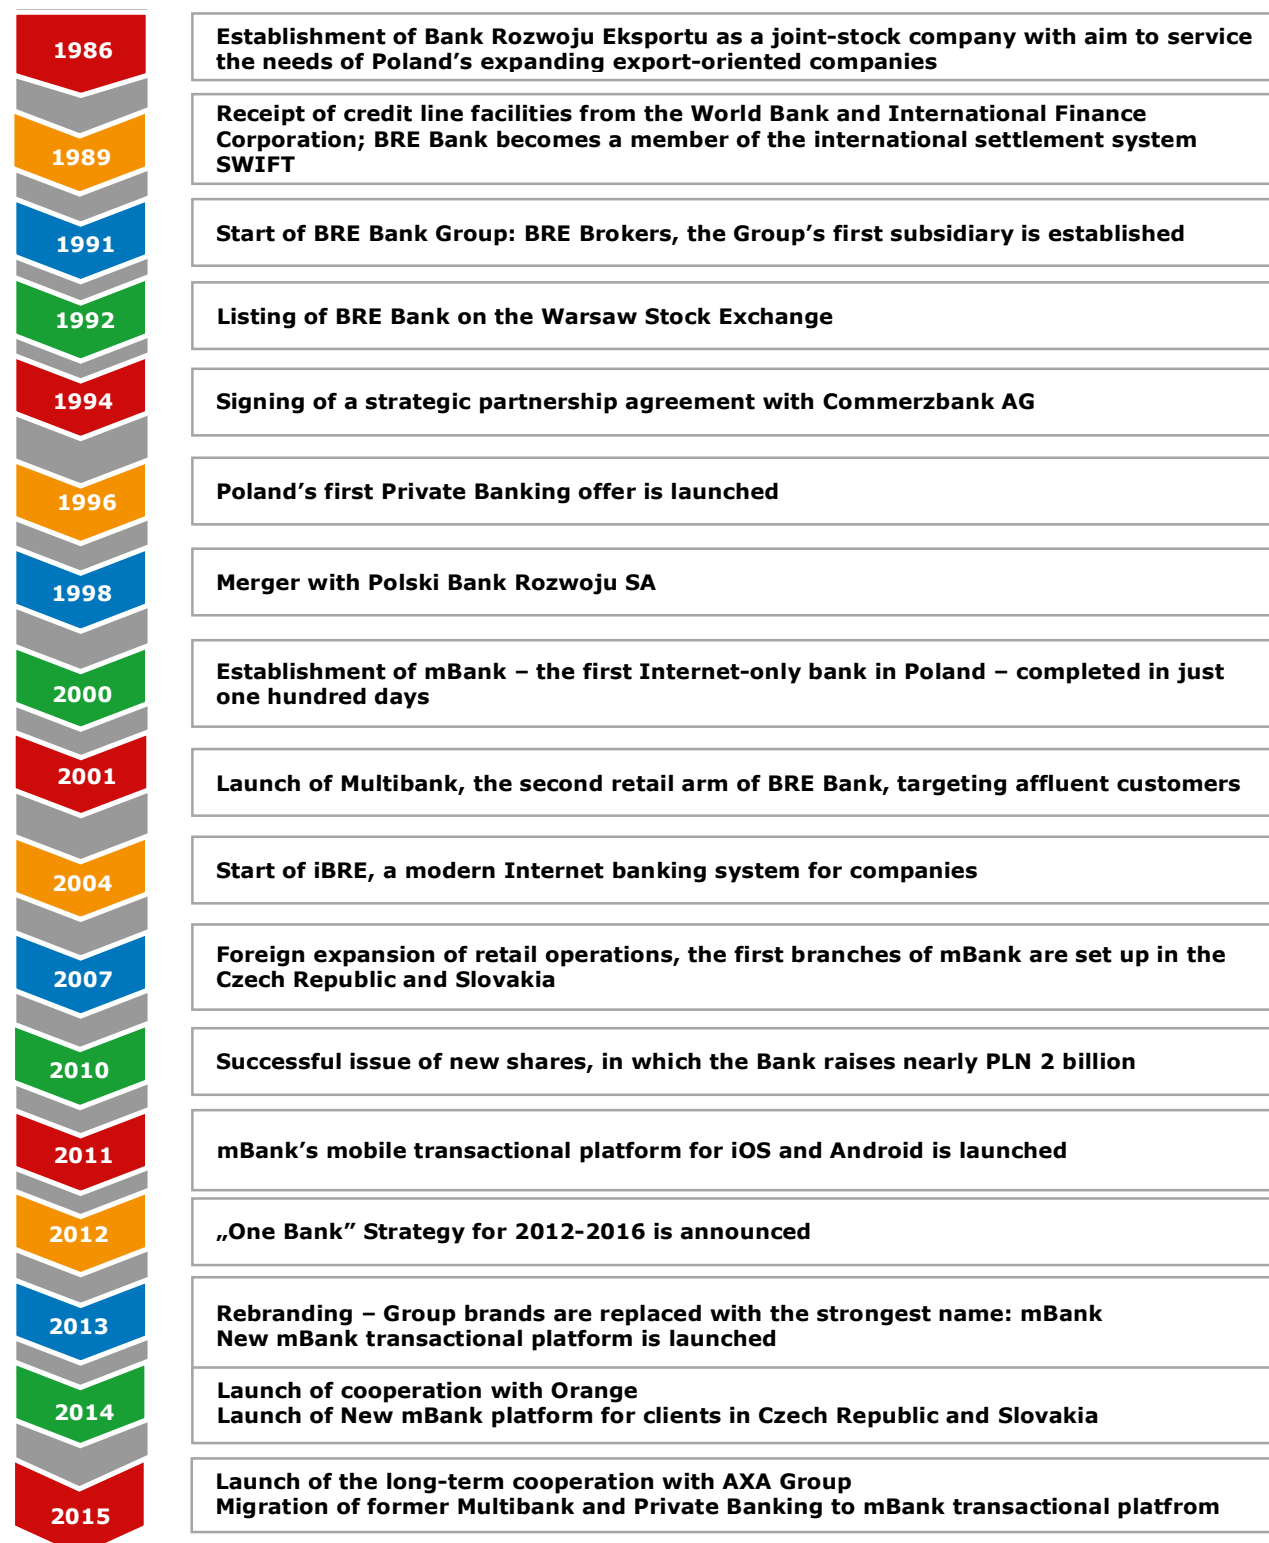 1986
Establishment of Bank Rozwoju Eksportu as a joint-stock company with aim to service
the needs of Poland’s expanding export-oriented companies
1989
Receipt of credit line facilities from the World Bank and International Finance
Corporation; BRE Bank becomes a member of the international settlement system
SWIFT
1991
Start of BRE Bank Group: BRE Brokers, the Group’s first subsidiary is established
1992
Listing of BRE Bank on the Warsaw Stock Exchange
1994
Signing of a strategic partnership agreement with Commerzbank AG
1996
Poland’s first Private Banking offer is launched
1998
Merger with Polski Bank Rozwoju SA
2000
Establishment of mBank – the first Internet-only bank in Poland – completed in just
one hundred days
2001
Launch of Multibank, the second retail arm of BRE Bank, targeting affluent customers
2004
Start of iBRE, a modern Internet banking system for companies
2007
Foreign expansion of retail operations, the first branches of mBank are set up in the
Czech Republic and Slovakia
2010
Successful issue of new shares, in which the Bank raises nearly PLN 2 billion
2011
mBank’s mobile transactional platform for iOS and Android is launched
2012
„One Bank” Strategy for 2012-2016 is announced
2013
Rebranding – Group brands are replaced with the strongest name: mBank
New mBank transactional platform is launched
2014
Launch of cooperation with Orange
Launch of New mBank platform for clients in Czech Republic and Slovakia
2015
Launch of the long-term cooperation with AXA Group
Migration of former Multibank and Private Banking to mBank transactional platfrom